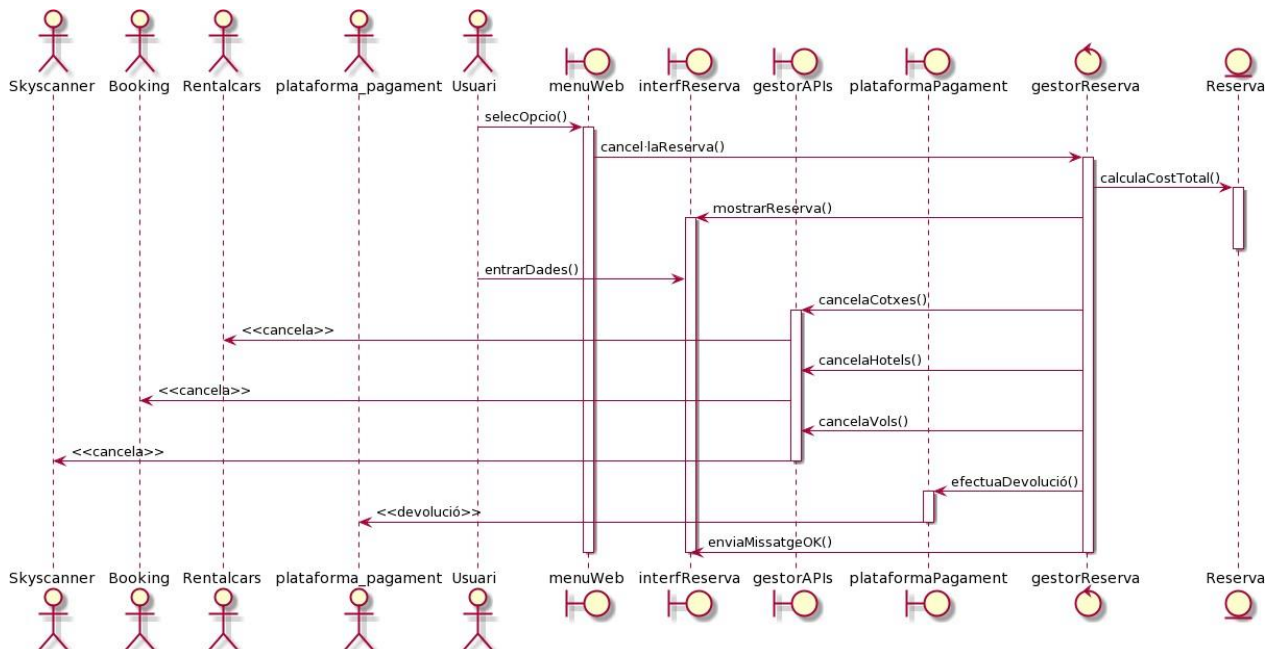 Skyscanner Booking Rentalcars plataforma_pagament Usuari menuWeb interfReserva gestorAPIs plataformaPagament gestorReserva Reserva
selecOpcio()
cancel·laReserva()
calculaCostTotal()
mostrarReserva()
entrarDades()
cancelaCotxes()
<<cancela>>
cancelaHotels()
<<cancela>>
cancelaVols()
<<cancela>>
efectuaDevolució()
<<devolució>>
enviaMissatgeOK()
Skyscanner Booking Rentalcars plataforma_pagament Usuari menuWeb interfReserva gestorAPIs plataformaPagament gestorReserva Reserva